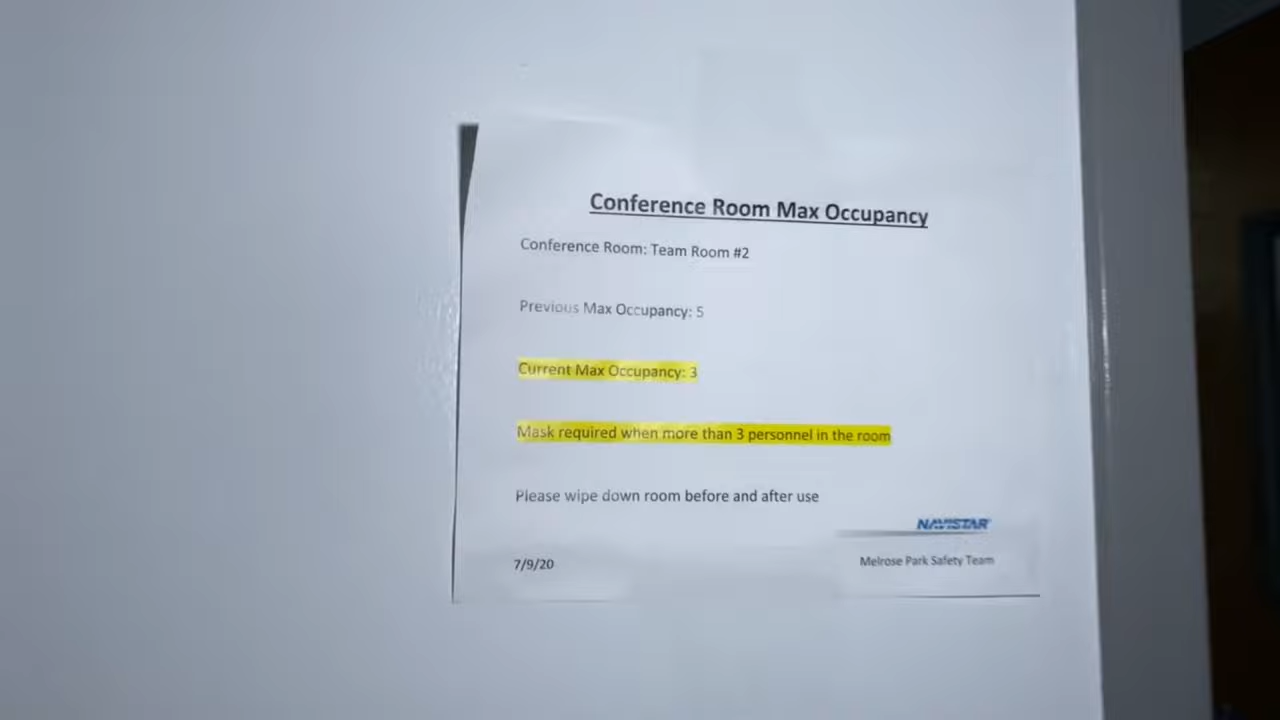 Conference Room Max Occupancy
Conference Room: Team Room #2
Previous Max Occupancy: 5
Current Max Occupancy: 3
Mask required when more than 3 personnel in the room
Please wipe down room before and after use
NAVISTAR
7/9/20
Melrose Park Safety Team